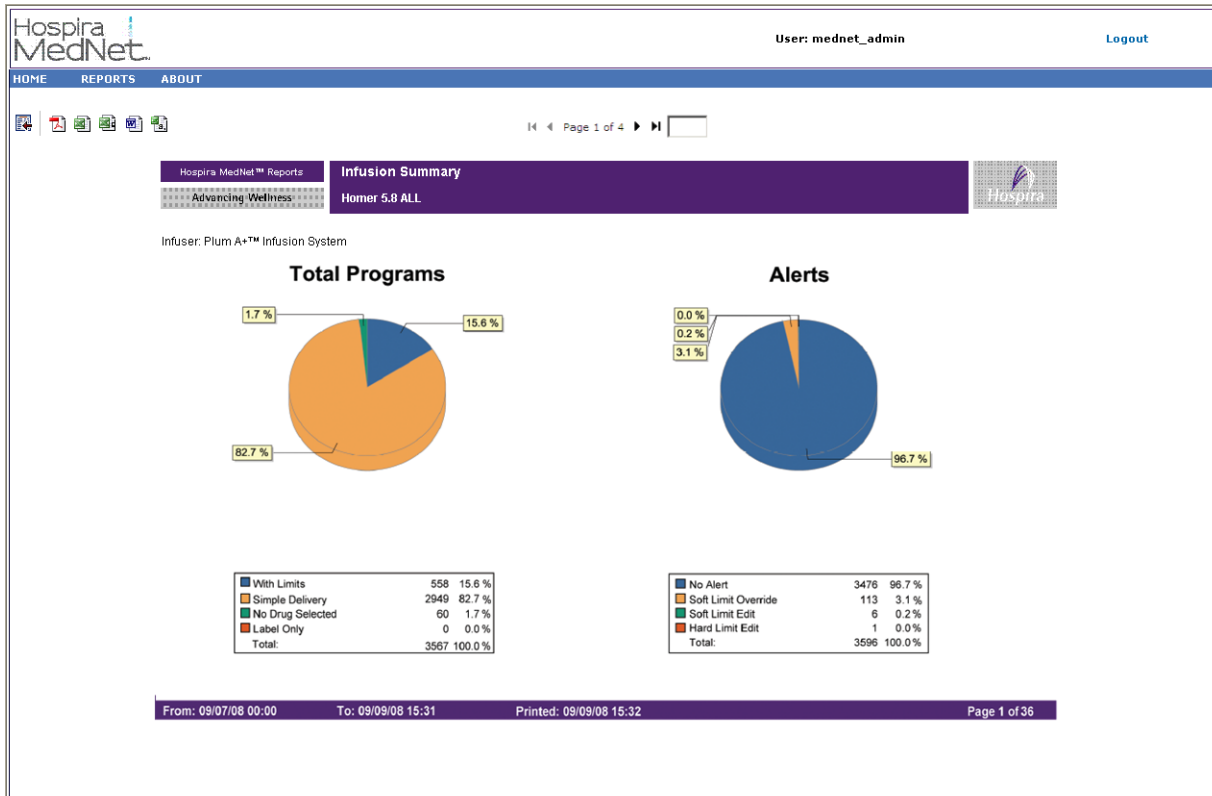 Hospira
MedNet™
User: mednet_admin
Logout
HOME REPORTS ABOUT
Page 1 of 4
Hospira MedNet™ Reports
Advancing Wellness
Infusion Summary
Homer 5.8 ALL
Hospira
Infuser: Plum A+™ Infusion System
Total Programs
1.7 %
15.6 %
82.7 %
Alerts
0.0 %
0.2 %
3.1 %
96.7 %
With Limits 558 15.6 %
Simple Delivery 2949 82.7 %
No Drug Selected 60 1.7 %
Label Only 0 0.0 %
Total: 3567 100.0 %
No Alert 3476 96.7 %
Soft Limit Override 113 3.1 %
Soft Limit Edit 6 0.2 %
Hard Limit Edit 1 0.0 %
Total: 3596 100.0 %
From: 09/07/08 00:00 To: 09/09/08 15:31 Printed: 09/09/08 15:32 Page 1 of 36